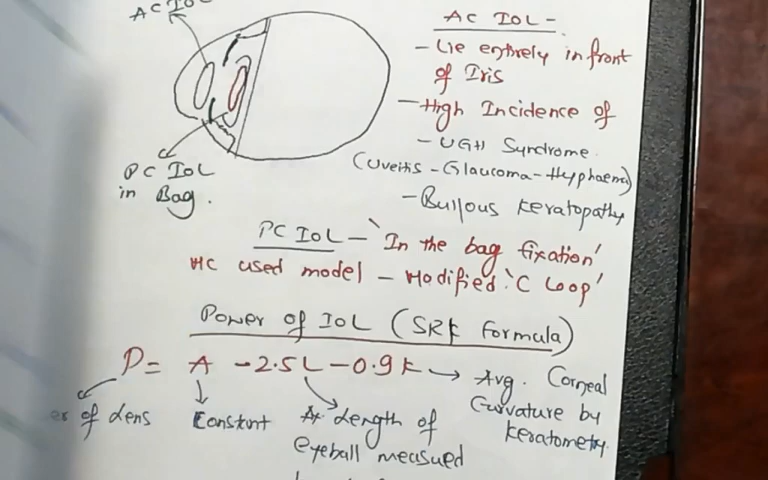 AC IOL
PC IOL
in Bag.
AC IOL -
- Lie entirely in front
of Iris
- High Incidence of
- UGH Syndrome.
(Uveitis - Glaucoma - Hyphaema)
- Bullous Keratopathy
PC IOL - 'In the bag fixation'
MC used model - Modified 'C Loop'
Power of IOL (SRK formula)
P = A - 2.5L - 0.9K → Avg. Corneal
Curvature by
Keratometry.
er of Lens
Constant
Length of
eyeball measued